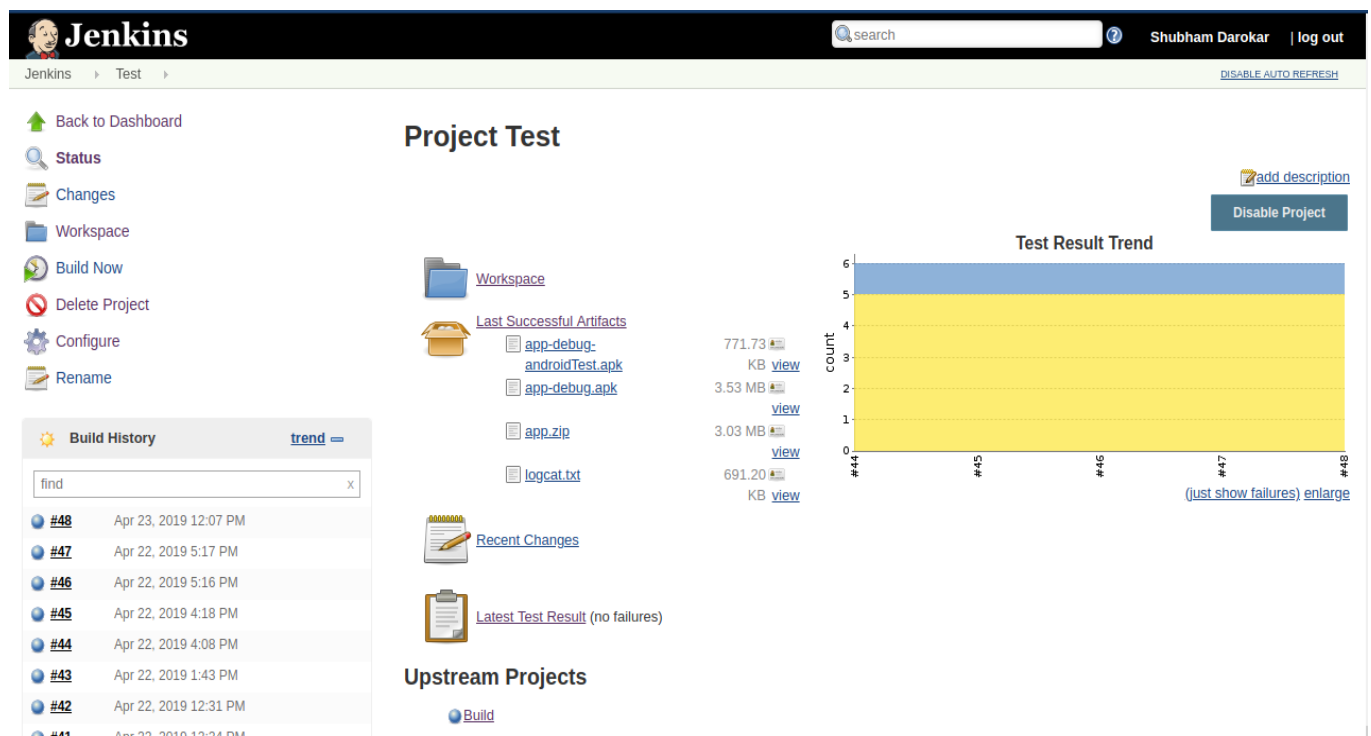 Jenkins
search
Shubham Darokar | log out
Jenkins Test
DISABLE AUTO REFRESH
Back to Dashboard
Status
Changes
Workspace
Build Now
Delete Project
Configure
Rename
Build History trend
find x
#48 Apr 23, 2019 12:07 PM
#47 Apr 22, 2019 5:17 PM
#46 Apr 22, 2019 5:16 PM
#45 Apr 22, 2019 4:18 PM
#44 Apr 22, 2019 4:08 PM
#43 Apr 22, 2019 1:43 PM
#42 Apr 22, 2019 12:31 PM
#41 Apr 22, 2019 12:24 PM
Project Test
add description
Disable Project
Workspace
Last Successful Artifacts
app-debug- 771.73
androidTest.apk KB view
app-debug.apk 3.53 MB
view
app.zip 3.03 MB
view
logcat.txt 691.20
KB view
Recent Changes
Latest Test Result (no failures)
Upstream Projects
Build
Test Result Trend
count
6
5
4
3
2
1
0
#44 #45 #46 #47 #48
(just show failures) enlarge